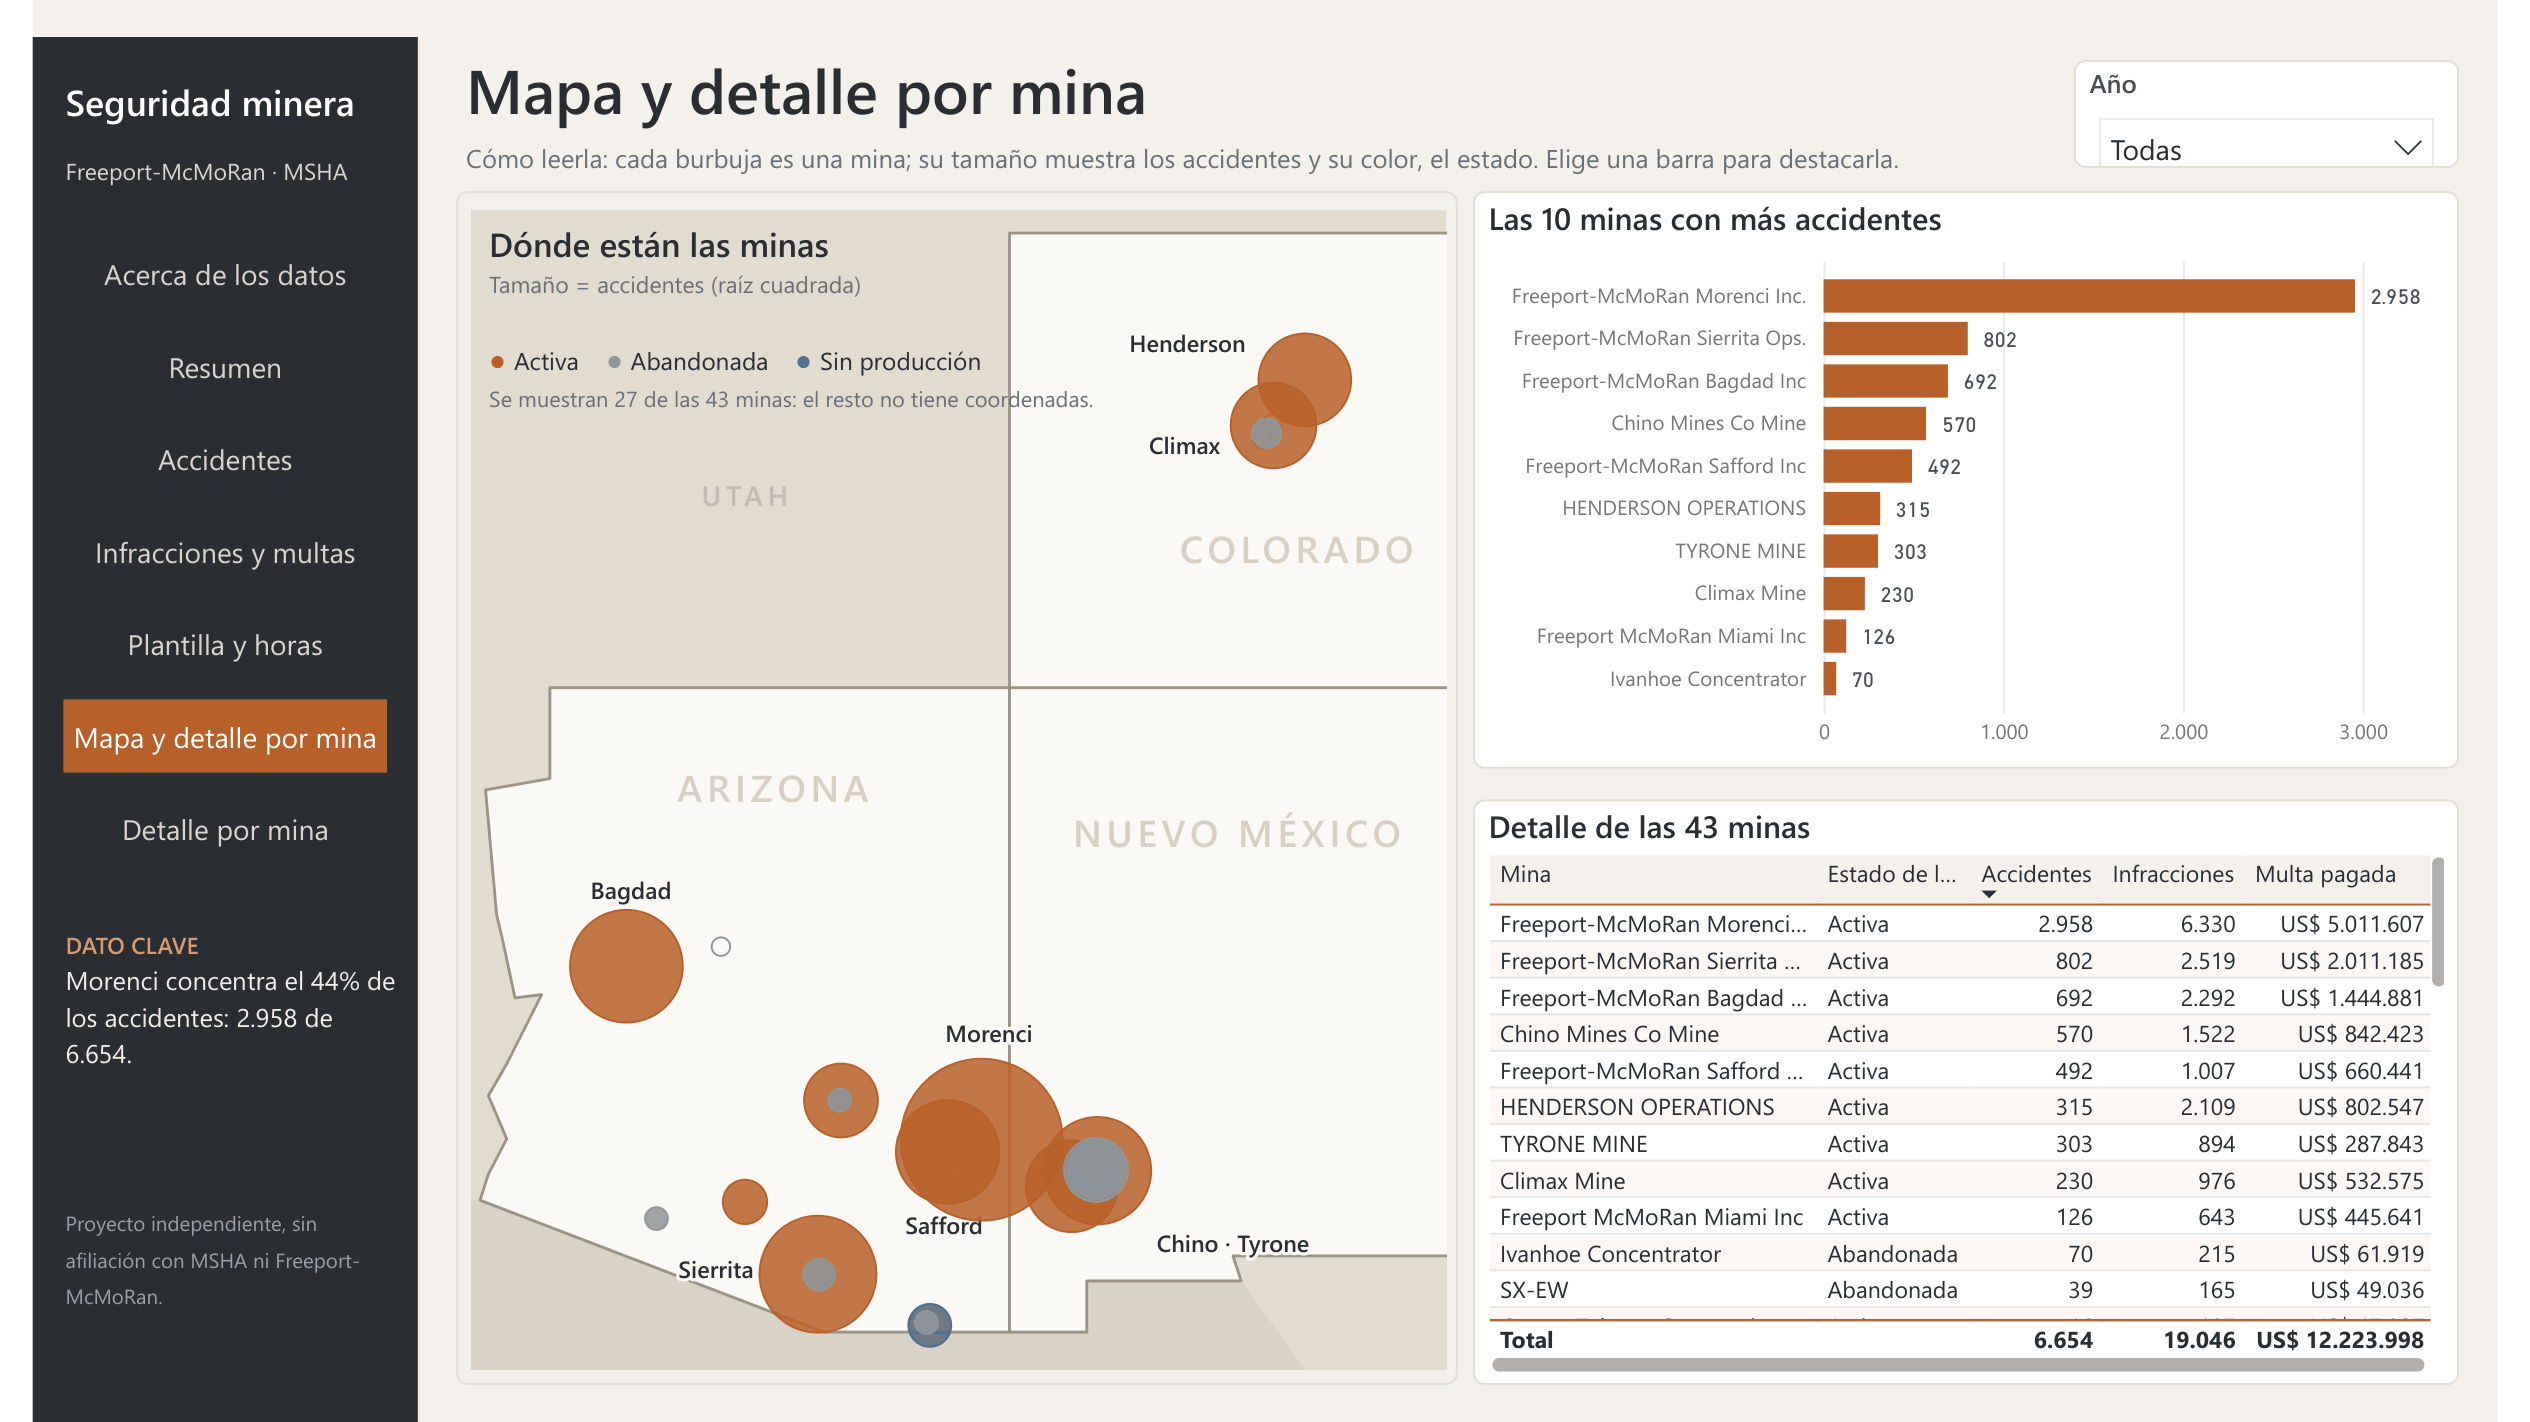 Seguridad minera
Freeport-McMoRan · MSHA
Acerca de los datos
Resumen
Accidentes
Infracciones y multas
Plantilla y horas
Mapa y detalle por mina
Detalle por mina
DATO CLAVE
Morenci concentra el 44% de
los accidentes: 2.958 de
6.654.
Proyecto independiente, sin
afiliación con MSHA ni Freeport-
McMoRan.
Mapa y detalle por mina
Cómo leerla: cada burbuja es una mina; su tamaño muestra los accidentes y su color, el estado. Elige una barra para destacarla.
Año
Todas
Dónde están las minas
Tamaño = accidentes (raíz cuadrada)
Activa Abandonada Sin producción
Se muestran 27 de las 43 minas: el resto no tiene coordenadas.
Henderson
Climax
UTAH
COLORADO
ARIZONA
NUEVO MÉXICO
Bagdad
Morenci
Safford
Chino · Tyrone
Sierrita
Las 10 minas con más accidentes
Freeport-McMoRan Morenci Inc. 2.958
Freeport-McMoRan Sierrita Ops. 802
Freeport-McMoRan Bagdad Inc 692
Chino Mines Co Mine 570
Freeport-McMoRan Safford Inc 492
HENDERSON OPERATIONS 315
TYRONE MINE 303
Climax Mine 230
Freeport McMoRan Miami Inc 126
Ivanhoe Concentrator 70
0 1.000 2.000 3.000
Detalle de las 43 minas
Mina Estado de l... Accidentes Infracciones Multa pagada
Freeport-McMoRan Morenci... Activa 2.958 6.330 US$ 5.011.607
Freeport-McMoRan Sierrita ... Activa 802 2.519 US$ 2.011.185
Freeport-McMoRan Bagdad ... Activa 692 2.292 US$ 1.444.881
Chino Mines Co Mine Activa 570 1.522 US$ 842.423
Freeport-McMoRan Safford ... Activa 492 1.007 US$ 660.441
HENDERSON OPERATIONS Activa 315 2.109 US$ 802.547
TYRONE MINE Activa 303 894 US$ 287.843
Climax Mine Activa 230 976 US$ 532.575
Freeport McMoRan Miami Inc Activa 126 643 US$ 445.641
Ivanhoe Concentrator Abandonada 70 215 US$ 61.919
SX-EW Abandonada 39 165 US$ 49.036
Total 6.654 19.046 US$ 12.223.998